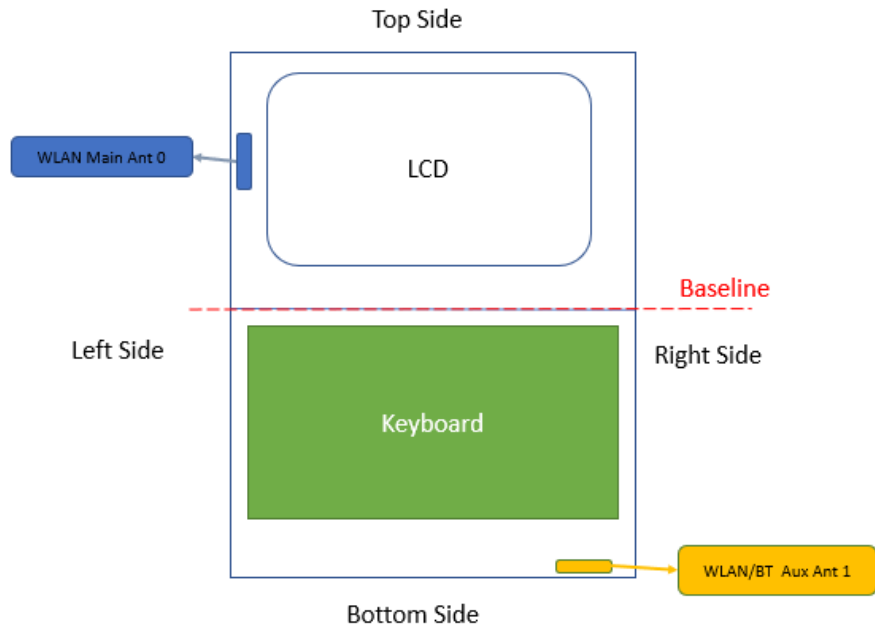 Top Side
WLAN Main Ant 0
LCD
Baseline
Left Side
Right Side
Keyboard
WLAN/BT  Aux Ant 1
Bottom Side